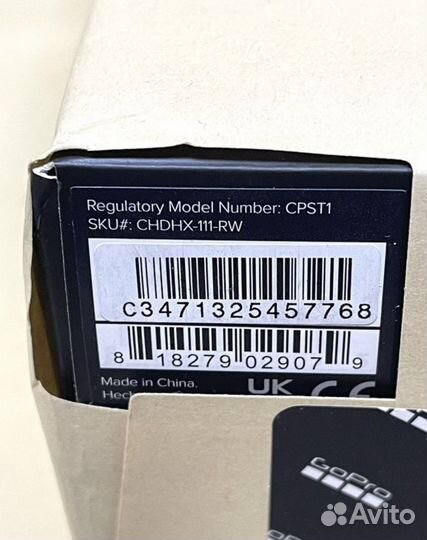 Regulatory Model Number: CPST1
SKU#: CHDHX-111-RW
C3471325457768
8 18279 02907 9
Made in China.
UK
CE
GoPro
Avito